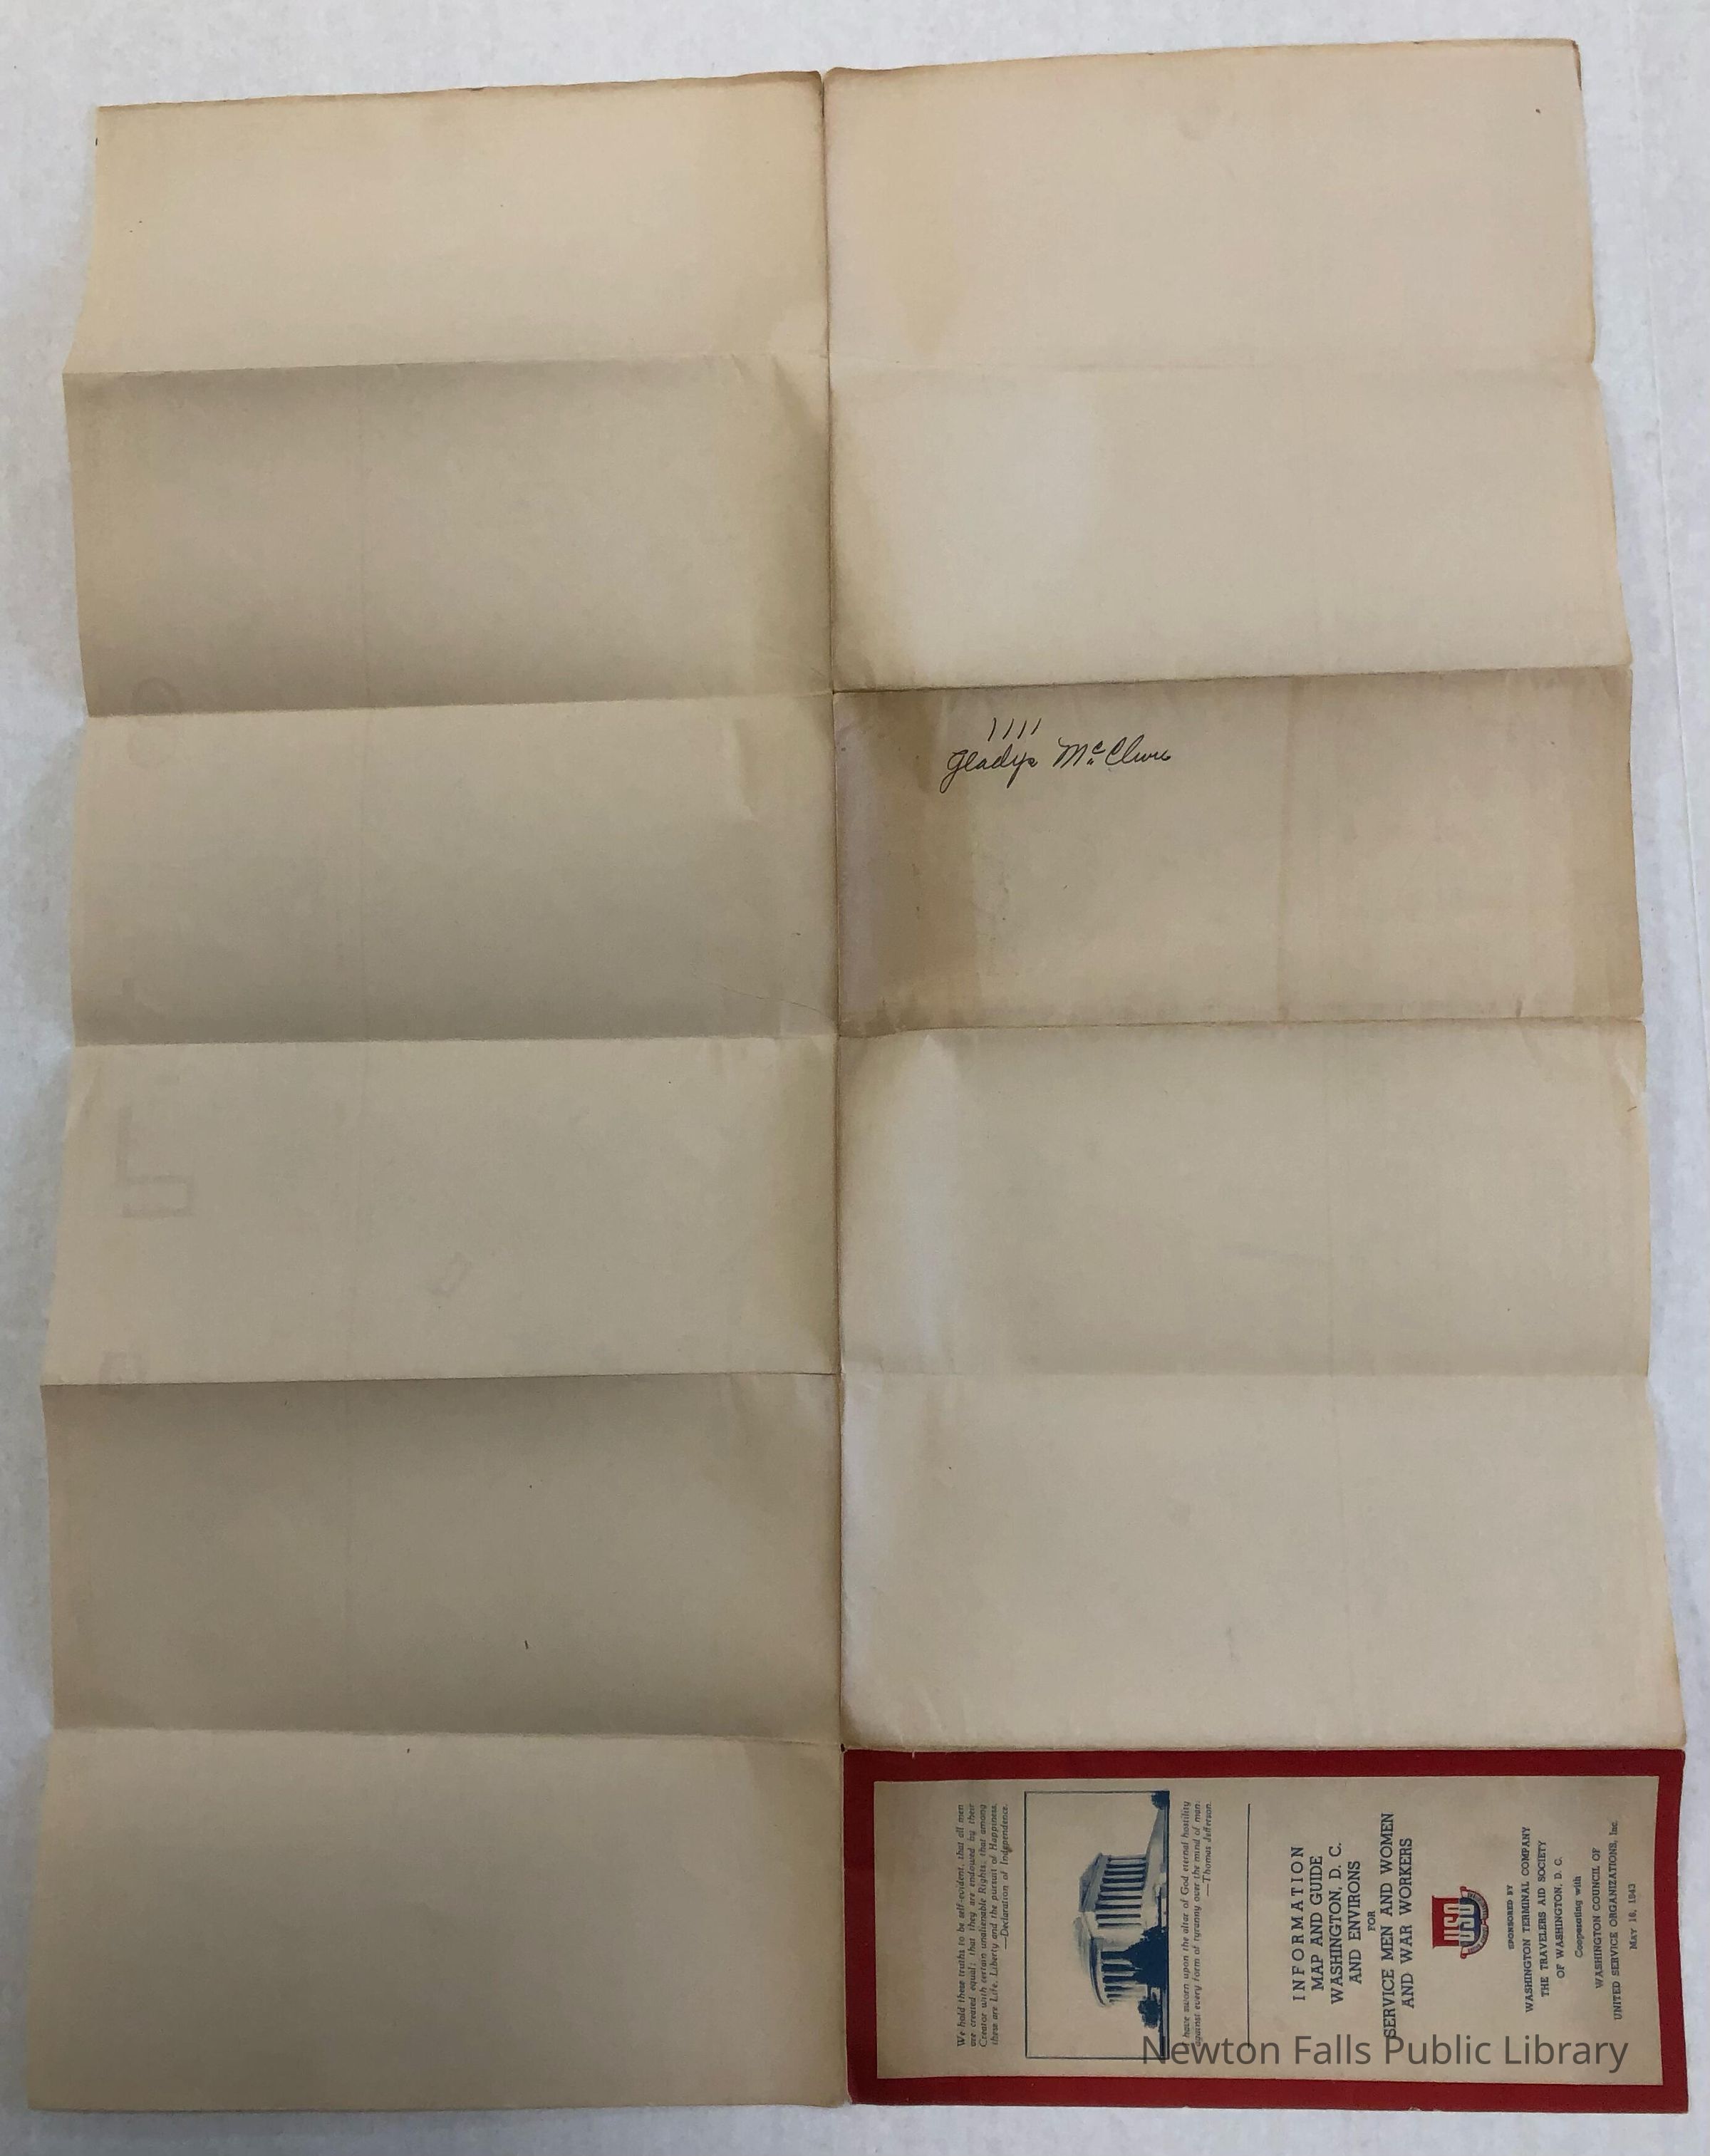 1111
Gladys McClure
We hold these truths to be self-evident, that all men
are created equal; that they are endowed by their
Creator with certain unalienable Rights; that among
these are Life, Liberty and the pursuit of Happiness.
—Declaration of Independence.
I have sworn upon the altar of God eternal hostility
against every form of tyranny over the mind of man.
—Thomas Jefferson.
INFORMATION
MAP AND GUIDE
WASHINGTON, D. C.
AND ENVIRONS
FOR
SERVICE MEN AND WOMEN
AND WAR WORKERS
USO
SPONSORED BY
WASHINGTON TERMINAL COMPANY
THE TRAVELERS AID SOCIETY
OF WASHINGTON, D. C.
Cooperating with
WASHINGTON COUNCIL OF
UNITED SERVICE ORGANIZATIONS, Inc.
MAY 10, 1943
Newton Falls Public Library